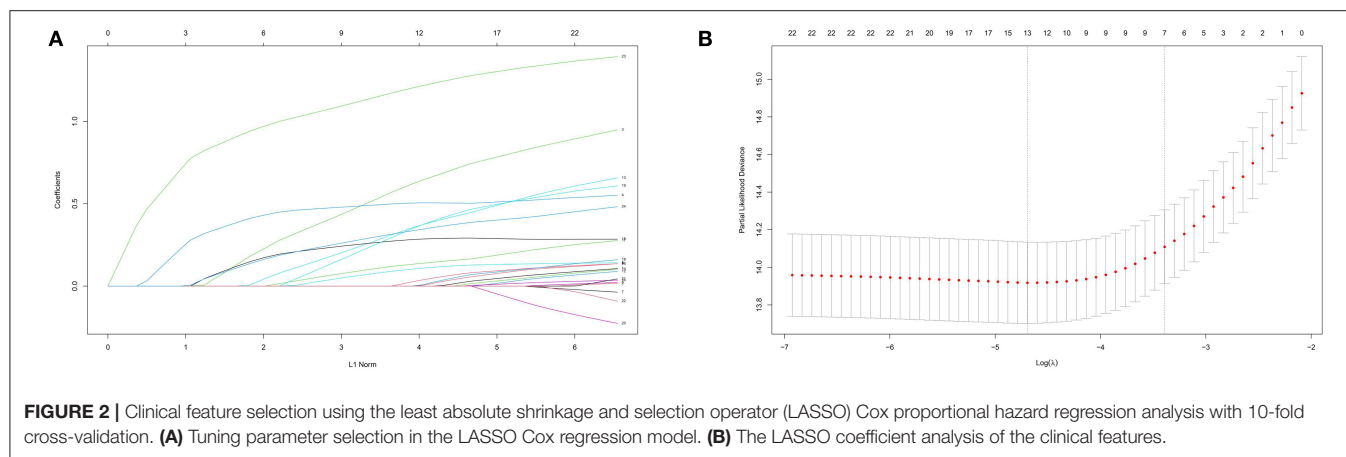 A
0 3 6 9 12 17 22
Coefficients
1.0
0.5
0.0
0 1 2 3 4 5 6
L1 Norm
B
22 22 22 22 22 22 21 20 19 17 17 15 13 12 10 9 9 9 9 7 6 5 3 2 2 1 0
Partial Likelihood Deviance
15.0
14.8
14.6
14.4
14.2
14.0
13.8
−7 −6 −5 −4 −3 −2
Log(λ)
FIGURE 2 | Clinical feature selection using the least absolute shrinkage and selection operator (LASSO) Cox proportional hazard regression analysis with 10-fold
cross-validation. (A) Tuning parameter selection in the LASSO Cox regression model. (B) The LASSO coefficient analysis of the clinical features.